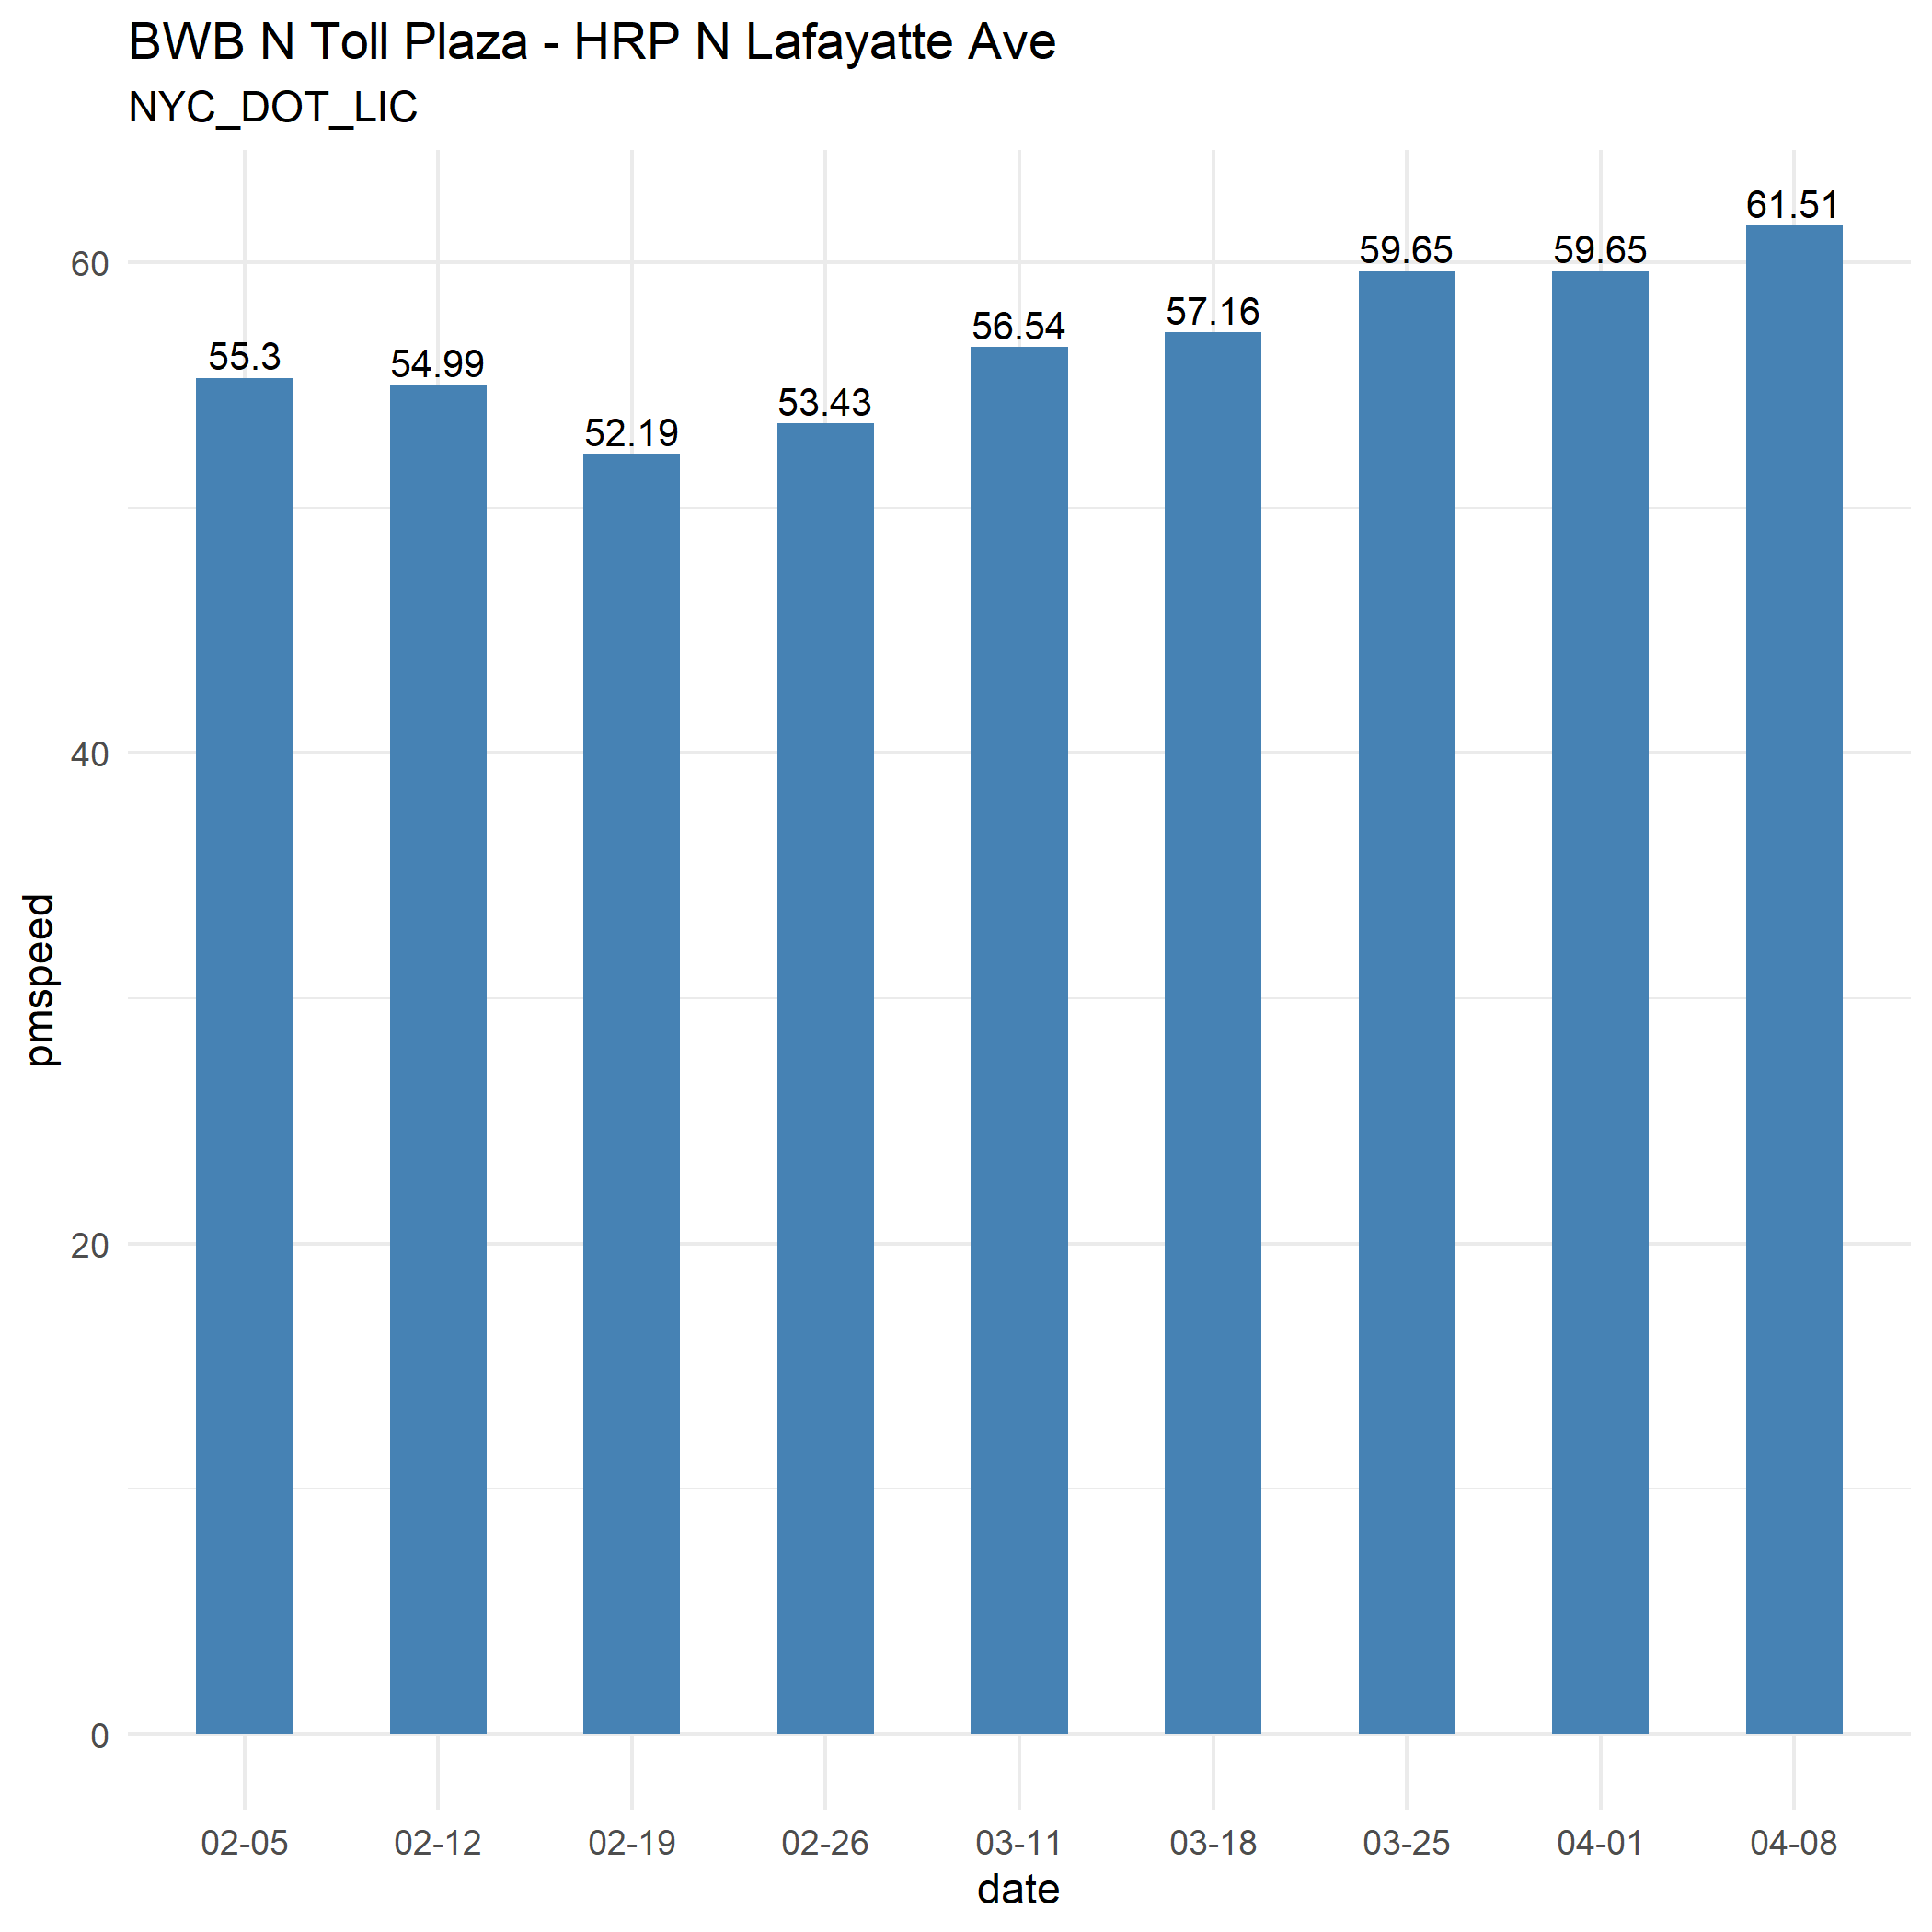 BWB N Toll Plaza - HRP N Lafayatte Ave
NYC_DOT_LIC
61.51
59.65 59.65
60
57.16
56.54
55.3
54.99
53.43
52.19
40
pmspeed
20
0
02-05 02-12 02-19 02-26 03-11 03-18 03-25 04-01 04-08
date